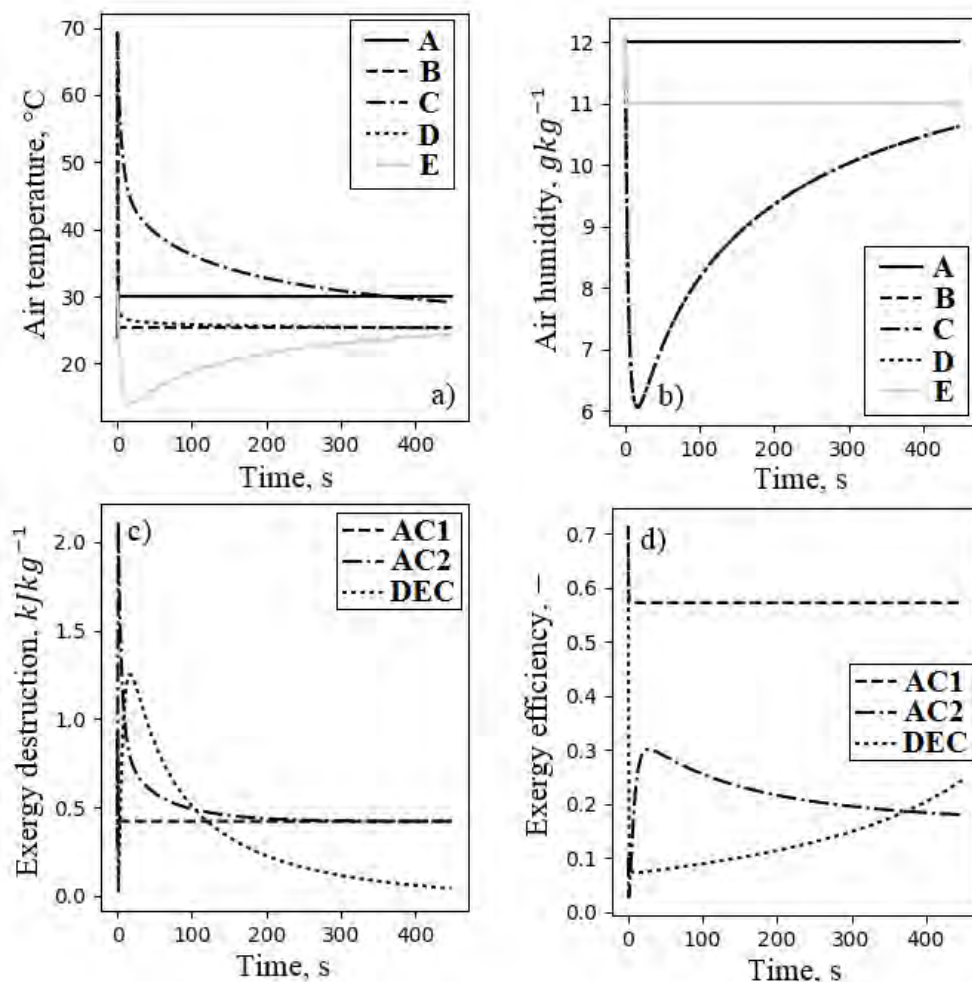 70
60
50
40
30
20
Air temperature, °C
A
B
C
D
E
a)
0 100 200 300 400
Time, s
12
11
10
9
8
7
6
Air humidity, gkg⁻¹
A
B
C
D
E
b)
0 100 200 300 400
Time, s
2.0
1.5
1.0
0.5
0.0
Exergy destruction, kJkg⁻¹
c)
AC1
AC2
DEC
0 100 200 300 400
Time, s
0.7
0.6
0.5
0.4
0.3
0.2
0.1
0.0
Exergy efficiency, −
d)
AC1
AC2
DEC
0 100 200 300 400
Time, s